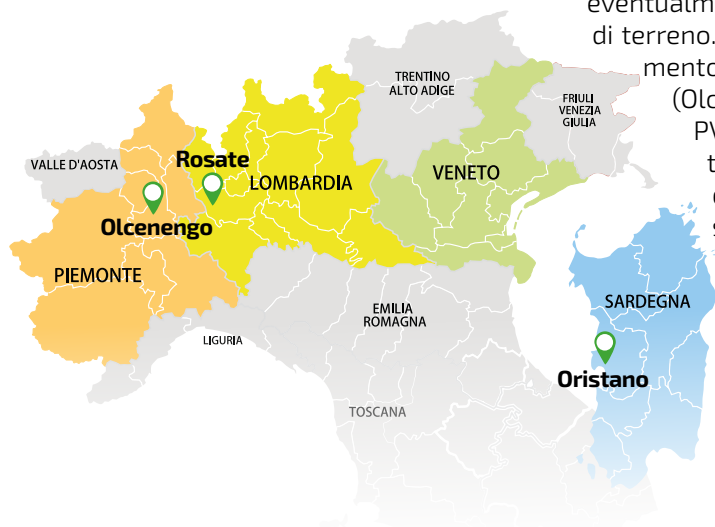 di terreno.
mento
(Olc
PV
t
TRENTINO
ALTO ADIGE
FRIULI
VENEZIA
GIULIA
VALLE D'AOSTA
Rosate
LOMBARDIA
VENETO
Olcenengo
PIEMONTE
SARDEGNA
EMILIA
ROMAGNA
LIGURIA
Oristano
TOSCANA